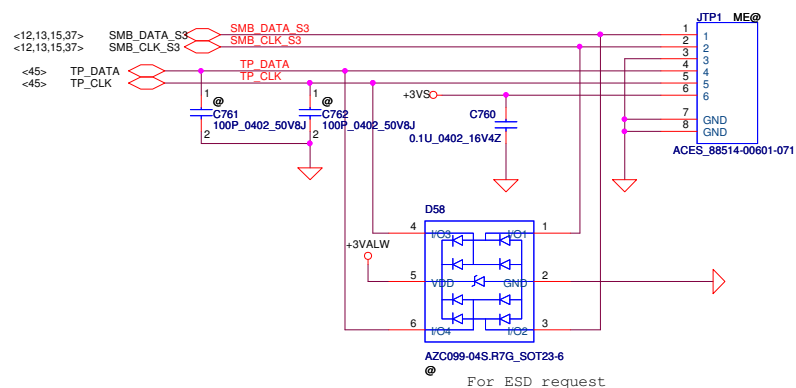 JTP1 ME@
<12,13,15,37> SMB_DATA_S3 SMB_DATA_S3 1 1
<12,13,15,37> SMB_CLK_S3 SMB_CLK_S3 2 2
3 3
<45> TP_DATA TP_DATA 4 4
<45> TP_CLK TP_CLK 5 5
+3VS 6 6
1 @ 1 @
C761 C762 C760
100P_0402_50V8J 100P_0402_50V8J
2 2
0.1U_0402_16V4Z
7 GND
8 GND
ACES_88514-00601-071
D58
4 I/O3 I/O1 1
+3VALW
5 VDD GND 2
6 I/O4 I/O2 3
AZC099-04S.R7G_SOT23-6
@
For ESD request